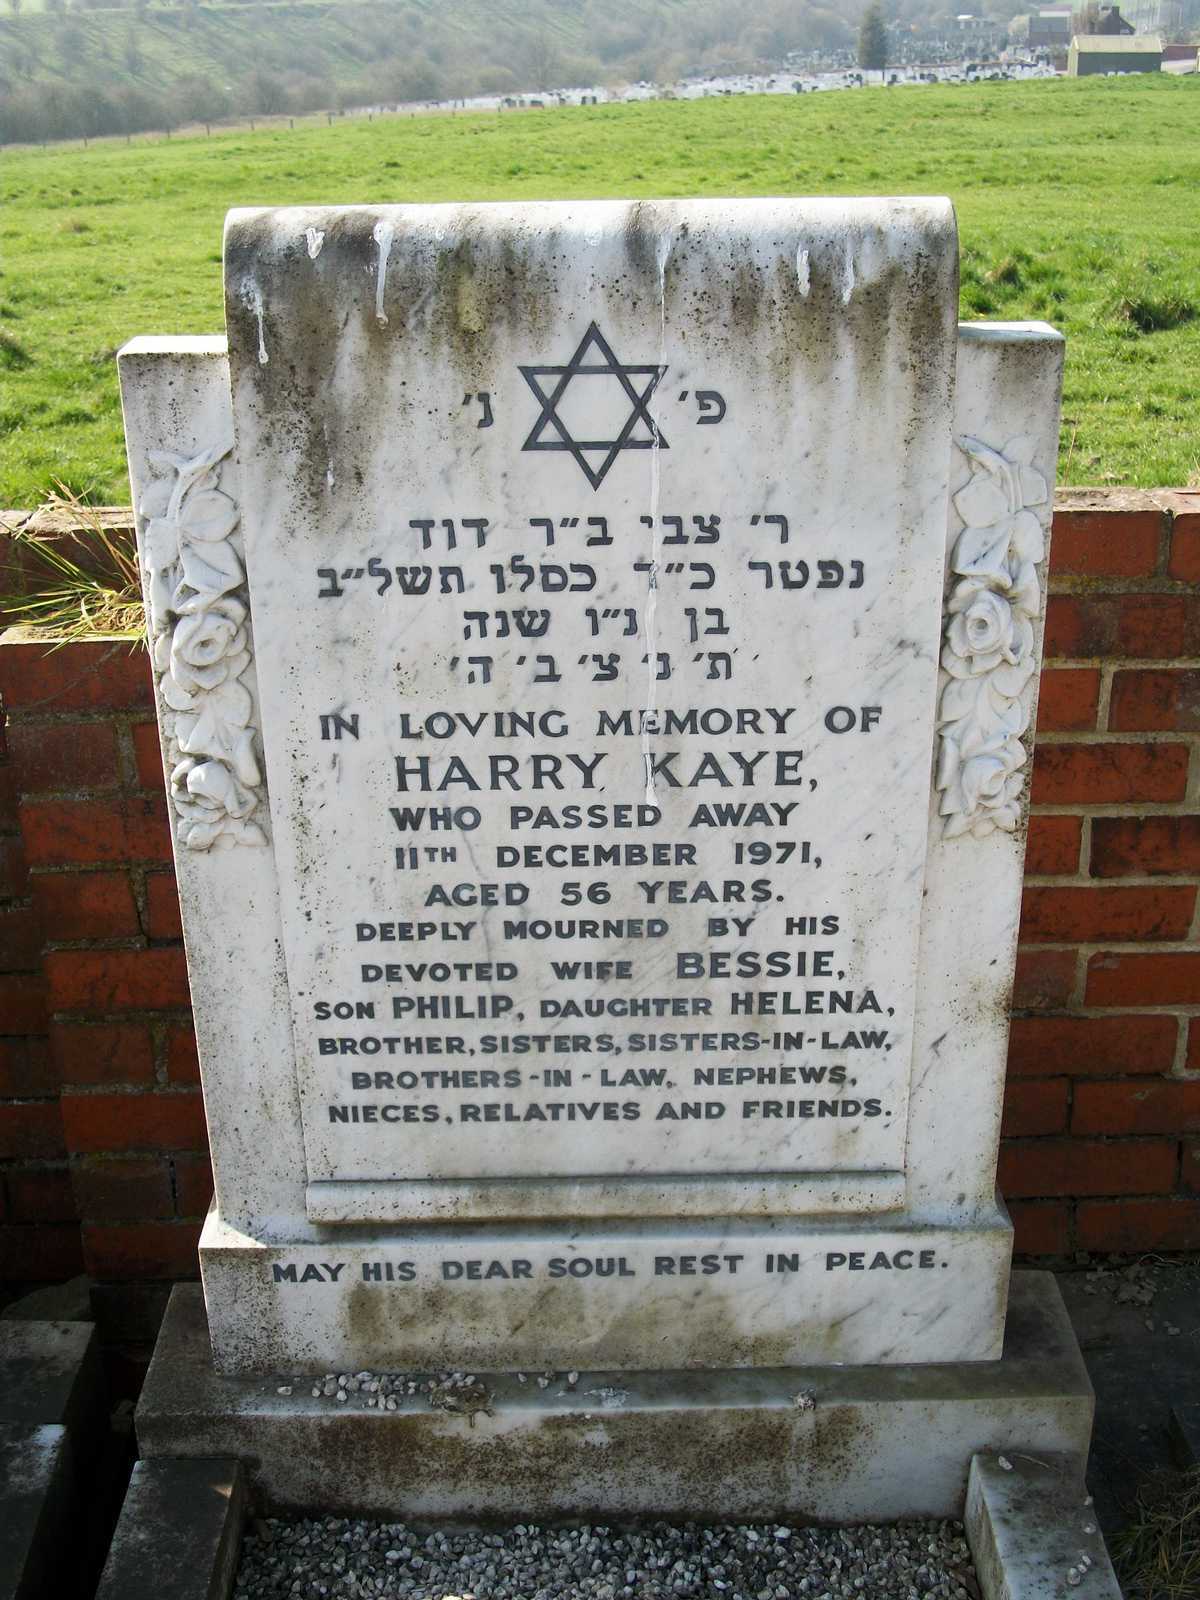 פ׳ נ׳
ר׳ צבי ב״ר דוד
נפטר כ״ד כסלו תשל״ב
בן נ״ו שנה
ת׳ נ׳ צ׳ ב׳ ה׳
IN LOVING MEMORY OF
HARRY KAYE,
WHO PASSED AWAY
11TH DECEMBER 1971,
AGED 56 YEARS.
DEEPLY MOURNED BY HIS
DEVOTED WIFE BESSIE,
SON PHILIP, DAUGHTER HELENA,
BROTHER, SISTERS, SISTERS-IN-LAW,
BROTHERS-IN-LAW, NEPHEWS,
NIECES, RELATIVES AND FRIENDS.
MAY HIS DEAR SOUL REST IN PEACE.